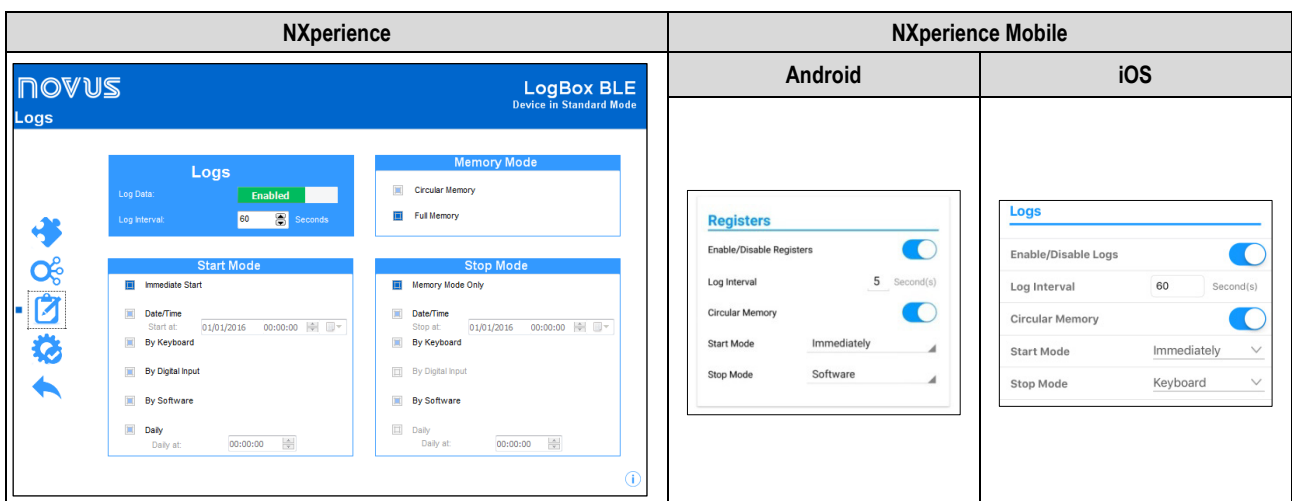 NXperience
NXperience Mobile
Android
iOS
novus
LogBox BLE
Device in Standard Mode
Logs
Logs
Log Data: Enabled
Log Interval: 60 Seconds
Memory Mode
Circular Memory
Full Memory
Start Mode
Immediate Start
Date/Time
Start at: 01/01/2016 00:00:00
By Keyboard
By Digital Input
By Software
Daily
Daily at: 00:00:00
Stop Mode
Memory Mode Only
Date/Time
Stop at: 01/01/2016 00:00:00
By Keyboard
By Digital Input
By Software
Daily
Daily at: 00:00:00
i
Registers
Enable/Disable Registers
Log Interval 5 Second(s)
Circular Memory
Start Mode Immediately
Stop Mode Software
Logs
Enable/Disable Logs
Log Interval 60 Second(s)
Circular Memory
Start Mode Immediately
Stop Mode Keyboard